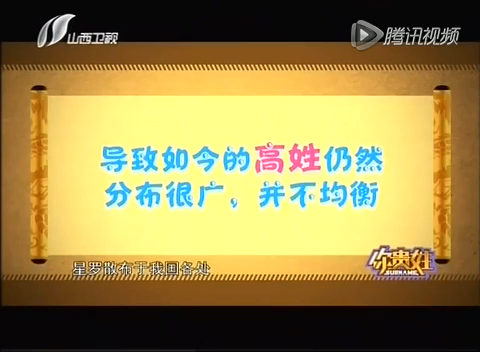 山西卫视
腾讯视频
导致如今的高姓仍然
分布很广，并不均衡
星罗散布于我国各处
你贵姓
SURNAME